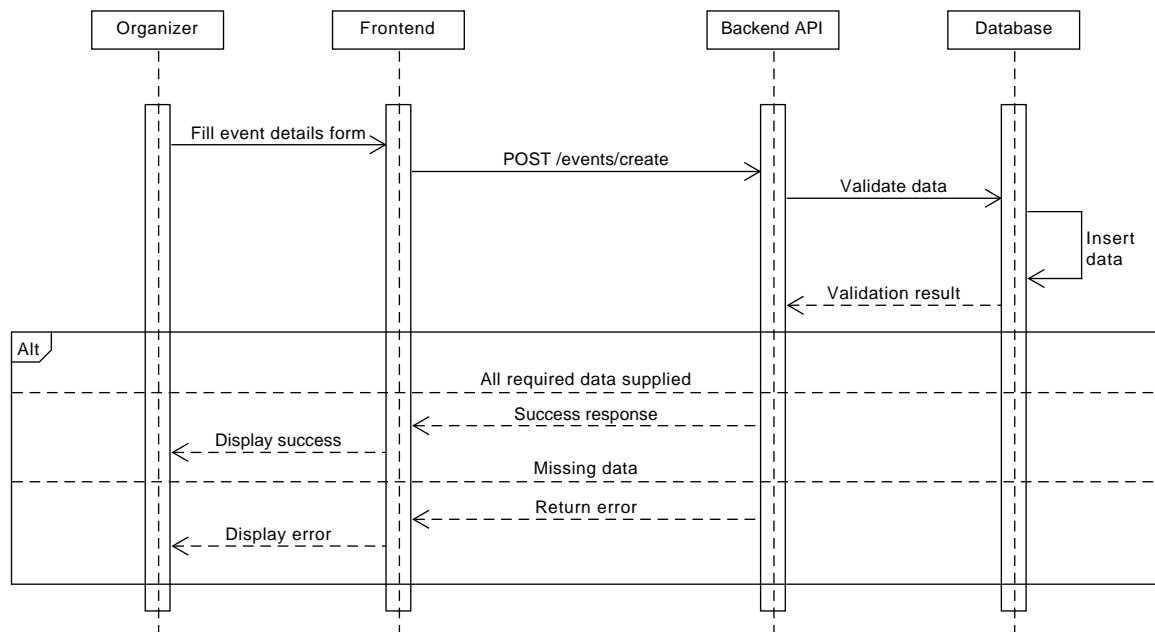 Organizer
Frontend
Backend API
Database
Fill event details form
POST /events/create
Validate data
Insert
data
Validation result
Alt
All required data supplied
Success response
Display success
Missing data
Return error
Display error